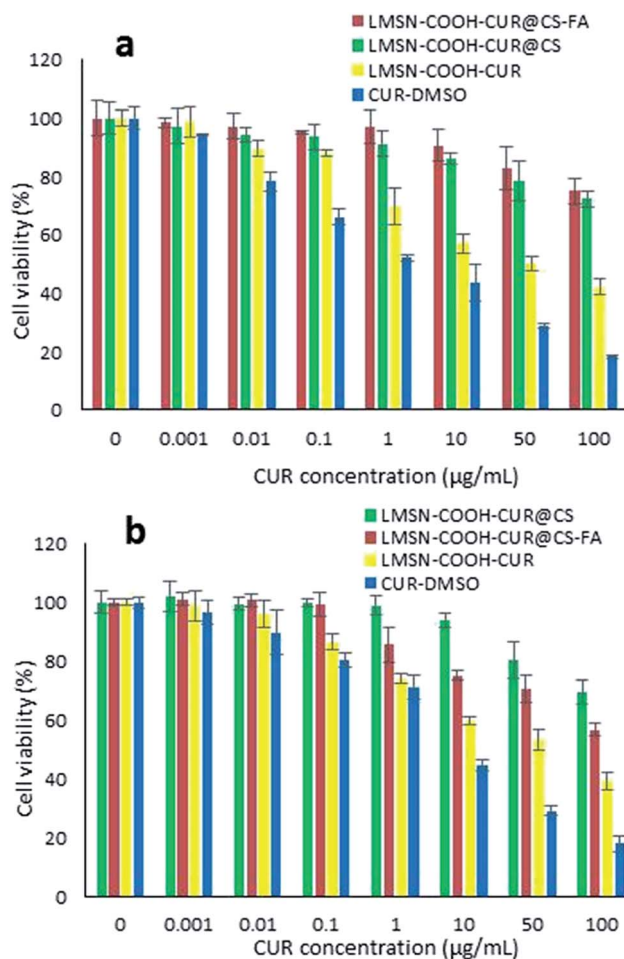 a
LMSN-COOH-CUR@CS-FA
LMSN-COOH-CUR@CS
LMSN-COOH-CUR
CUR-DMSO
Cell viability (%)
120
100
80
60
40
20
0
0 0.001 0.01 0.1 1 10 50 100
CUR concentration (µg/mL)
b
LMSN-COOH-CUR@CS
LMSN-COOH-CUR@CS-FA
LMSN-COOH-CUR
CUR-DMSO
Cell viability (%)
120
100
80
60
40
20
0
0 0.001 0.01 0.1 1 10 50 100
CUR concentration (µg/mL)